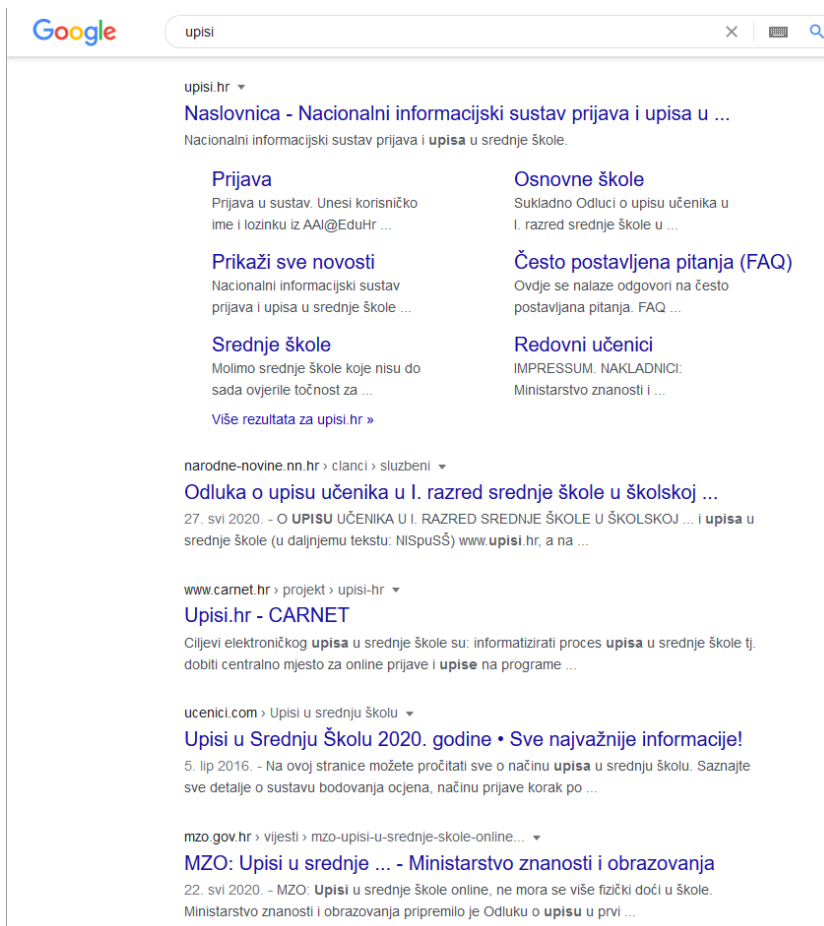 Google
upisi
upisi.hr
Naslovnica - Nacionalni informacijski sustav prijava i upisa u ...
Nacionalni informacijski sustav prijava i upisa u srednje škole.
Prijava
Prijava u sustav. Unesi korisničko
ime i lozinku iz AAI@EduHr ...
Osnovne škole
Sukladno Odluci o upisu učenika u
I. razred srednje škole u ...
Prikaži sve novosti
Nacionalni informacijski sustav
prijava i upisa u srednje škole ...
Često postavljena pitanja (FAQ)
Ovdje se nalaze odgovori na često
postavljana pitanja. FAQ ...
Srednje škole
Molimo srednje škole koje nisu do
sada ovjerile točnost za ...
Redovni učenici
IMPRESSUM. NAKLADNICI:
Ministarstvo znanosti i ...
Više rezultata za upisi.hr »
narodne-novine.nn.hr › clanci › sluzbeni
Odluka o upisu učenika u I. razred srednje škole u školskoj ...
27. svi 2020. - O UPISU UČENIKA U I. RAZRED SREDNJE ŠKOLE U ŠKOLSKOJ ... i upisa u
srednje škole (u daljnjemu tekstu: NISpuSŠ) www.upisi.hr, a na ...
www.carnet.hr › projekt › upisi-hr
Upisi.hr - CARNET
Ciljevi elektroničkog upisa u srednje škole su: informatizirati proces upisa u srednje škole tj.
dobiti centralno mjesto za online prijave i upise na programe ...
ucenici.com › Upisi u srednju školu
Upisi u Srednju Školu 2020. godine • Sve najvažnije informacije!
5. lip 2016. - Na ovoj stranice možete pročitati sve o načinu upisa u srednju školu. Saznajte
sve detalje o sustavu bodovanja ocjena, načinu prijave korak po ...
mzo.gov.hr › vijesti › mzo-upisi-u-srednje-skole-online...
MZO: Upisi u srednje ... - Ministarstvo znanosti i obrazovanja
22. svi 2020. - MZO: Upisi u srednje škole online, ne mora se više fizički doći u škole.
Ministarstvo znanosti i obrazovanja pripremilo je Odluku o upisu u prvi ...